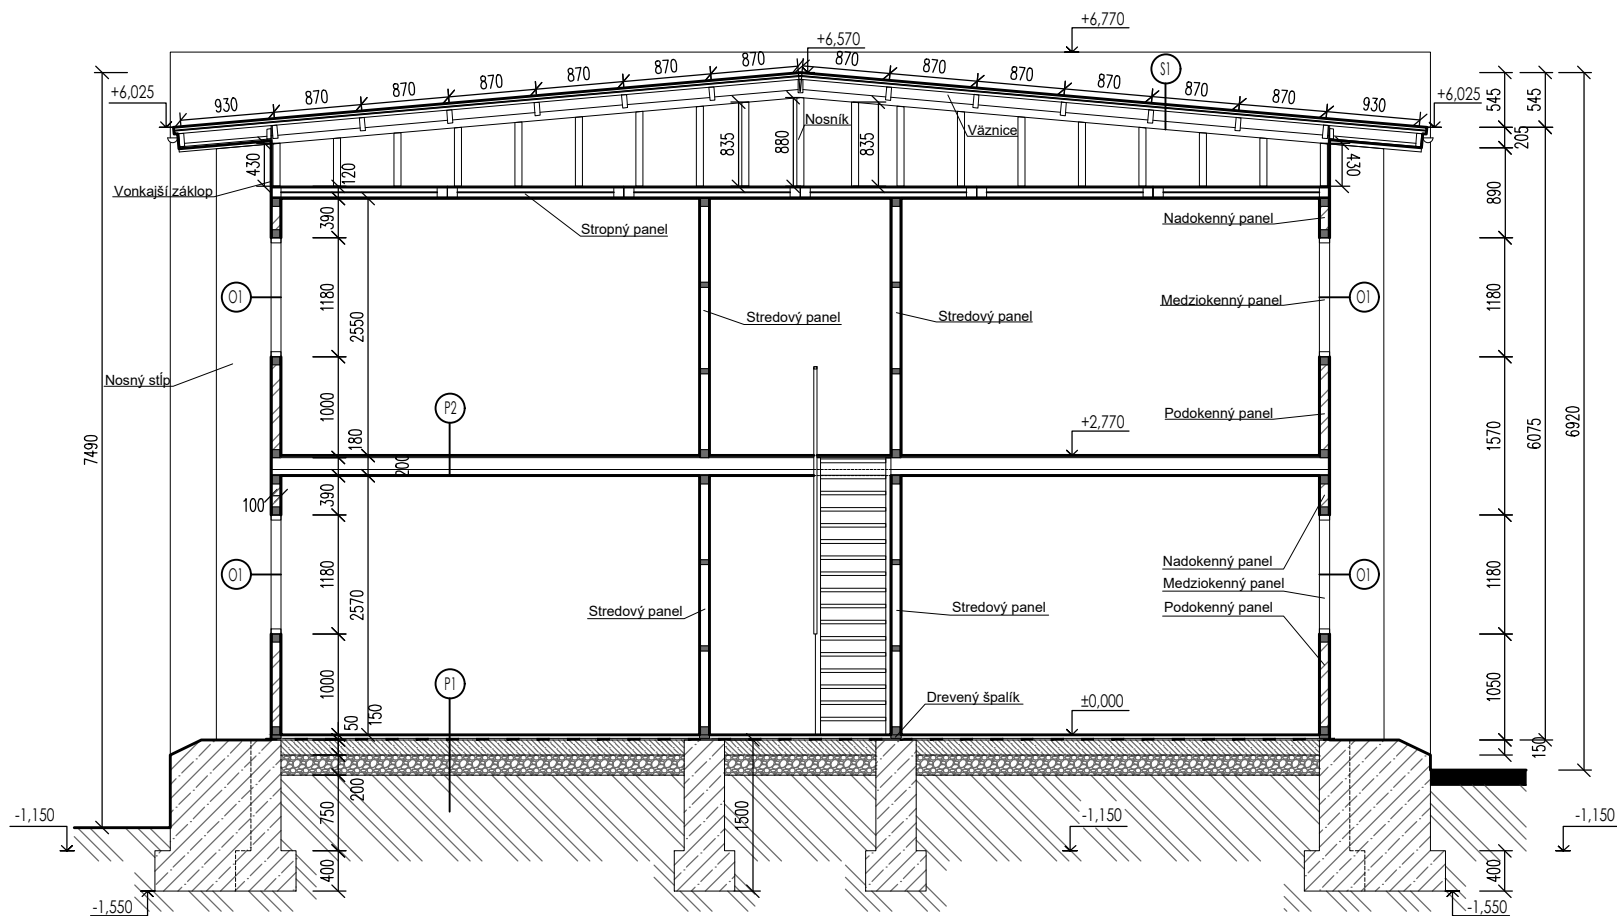 +6,770
+6,570
870
870
870
870
870
870
870
870
870
870
870
870
930
930
S1
+6,025
+6,025
545
545
205
Nosník
Väznice
835
880
835
430
120
430
890
Vonkajší záklop
Stropný panel
Nadokenný panel
390
O1
1180
2550
Stredový panel
Stredový panel
Medziokenný panel
O1
1180
Nosný stĺp
1000
P2
Podokenný panel
+2,770
7490
180
200
1570
6075
6920
100
390
O1
1180
2570
Stredový panel
Stredový panel
Nadokenný panel
Medziokenný panel
Podokenný panel
O1
1180
1000
P1
Drevený špalík
±0,000
1050
50
150
150
200
750
1500
400
400
-1,150
-1,150
-1,150
-1,550
-1,550